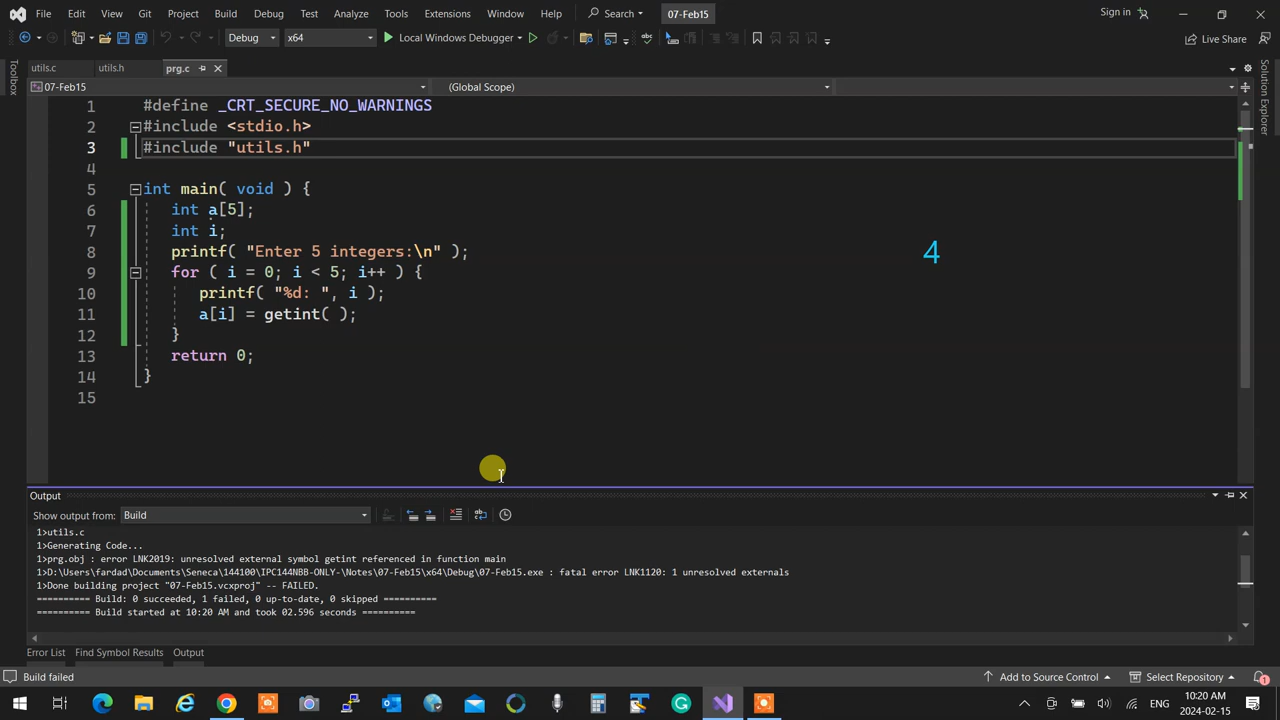 File Edit View Git Project Build Debug Test Analyze Tools Extensions Window Help Search 07-Feb15 Sign in
Debug x64 Local Windows Debugger Live Share
utils.c utils.h prg.c
07-Feb15 (Global Scope)
1 #define _CRT_SECURE_NO_WARNINGS
2 #include <stdio.h>
3 #include "utils.h"
4
5 int main( void ) {
6 int a[5];
7 int i;
8 printf( "Enter 5 integers:\n" );
9 for ( i = 0; i < 5; i++ ) {
10 printf( "%d: ", i );
11 a[i] = getint( );
12 }
13 return 0;
14 }
15
4
Toolbox
Solution Explorer
Output
Show output from: Build
1>utils.c
1>Generating Code...
1>prg.obj : error LNK2019: unresolved external symbol getint referenced in function main
1>D:\Users\fardad\Documents\Seneca\144100\IPC144NBB-ONLY-\Notes\07-Feb15\x64\Debug\07-Feb15.exe : fatal error LNK1120: 1 unresolved externals
1>Done building project "07-Feb15.vcxproj" -- FAILED.
========== Build: 0 succeeded, 1 failed, 0 up-to-date, 0 skipped ==========
========== Build started at 10:20 AM and took 02.596 seconds ==========
Error List Find Symbol Results Output
Build failed Add to Source Control Select Repository 1
ENG 10:20 AM
2024-02-15